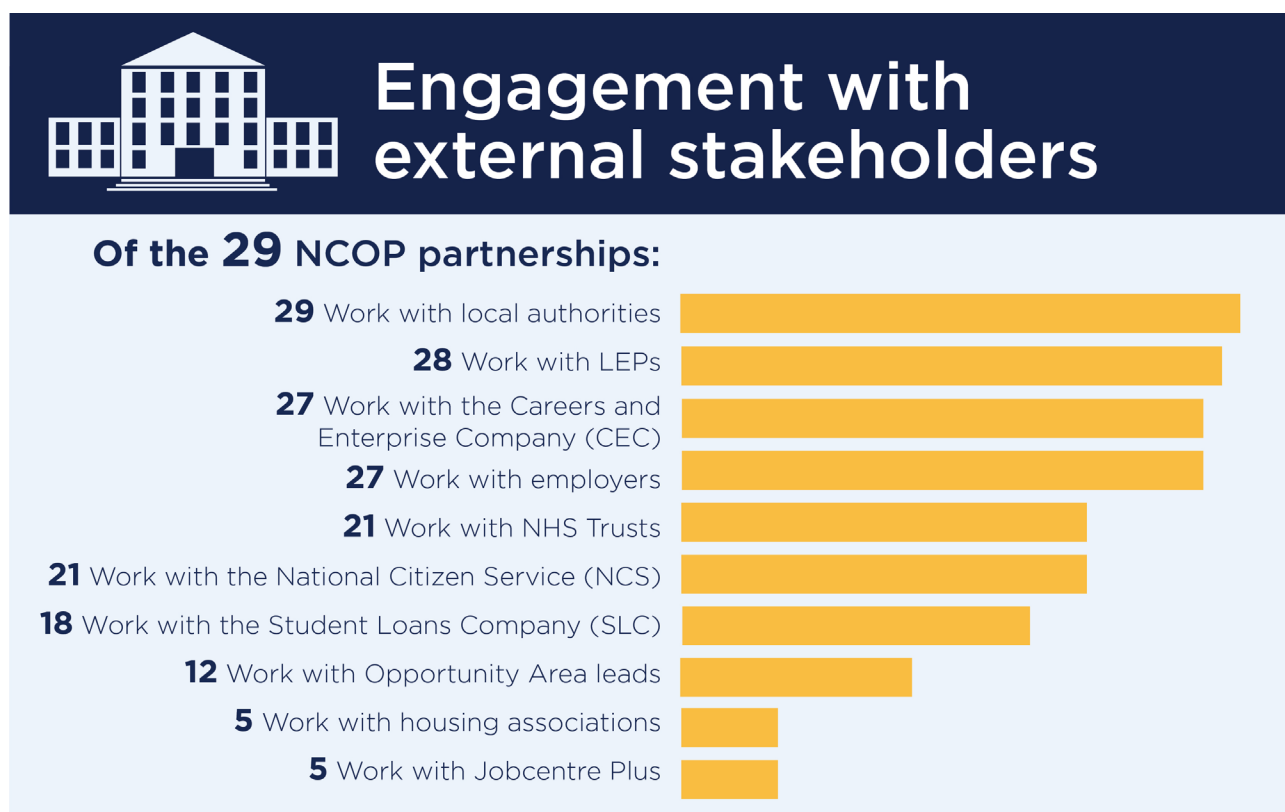 Engagement with
external stakeholders
Of the 29 NCOP partnerships:
29 Work with local authorities
28 Work with LEPs
27 Work with the Careers and
Enterprise Company (CEC)
27 Work with employers
21 Work with NHS Trusts
21 Work with the National Citizen Service (NCS)
18 Work with the Student Loans Company (SLC)
12 Work with Opportunity Area leads
5 Work with housing associations
5 Work with Jobcentre Plus